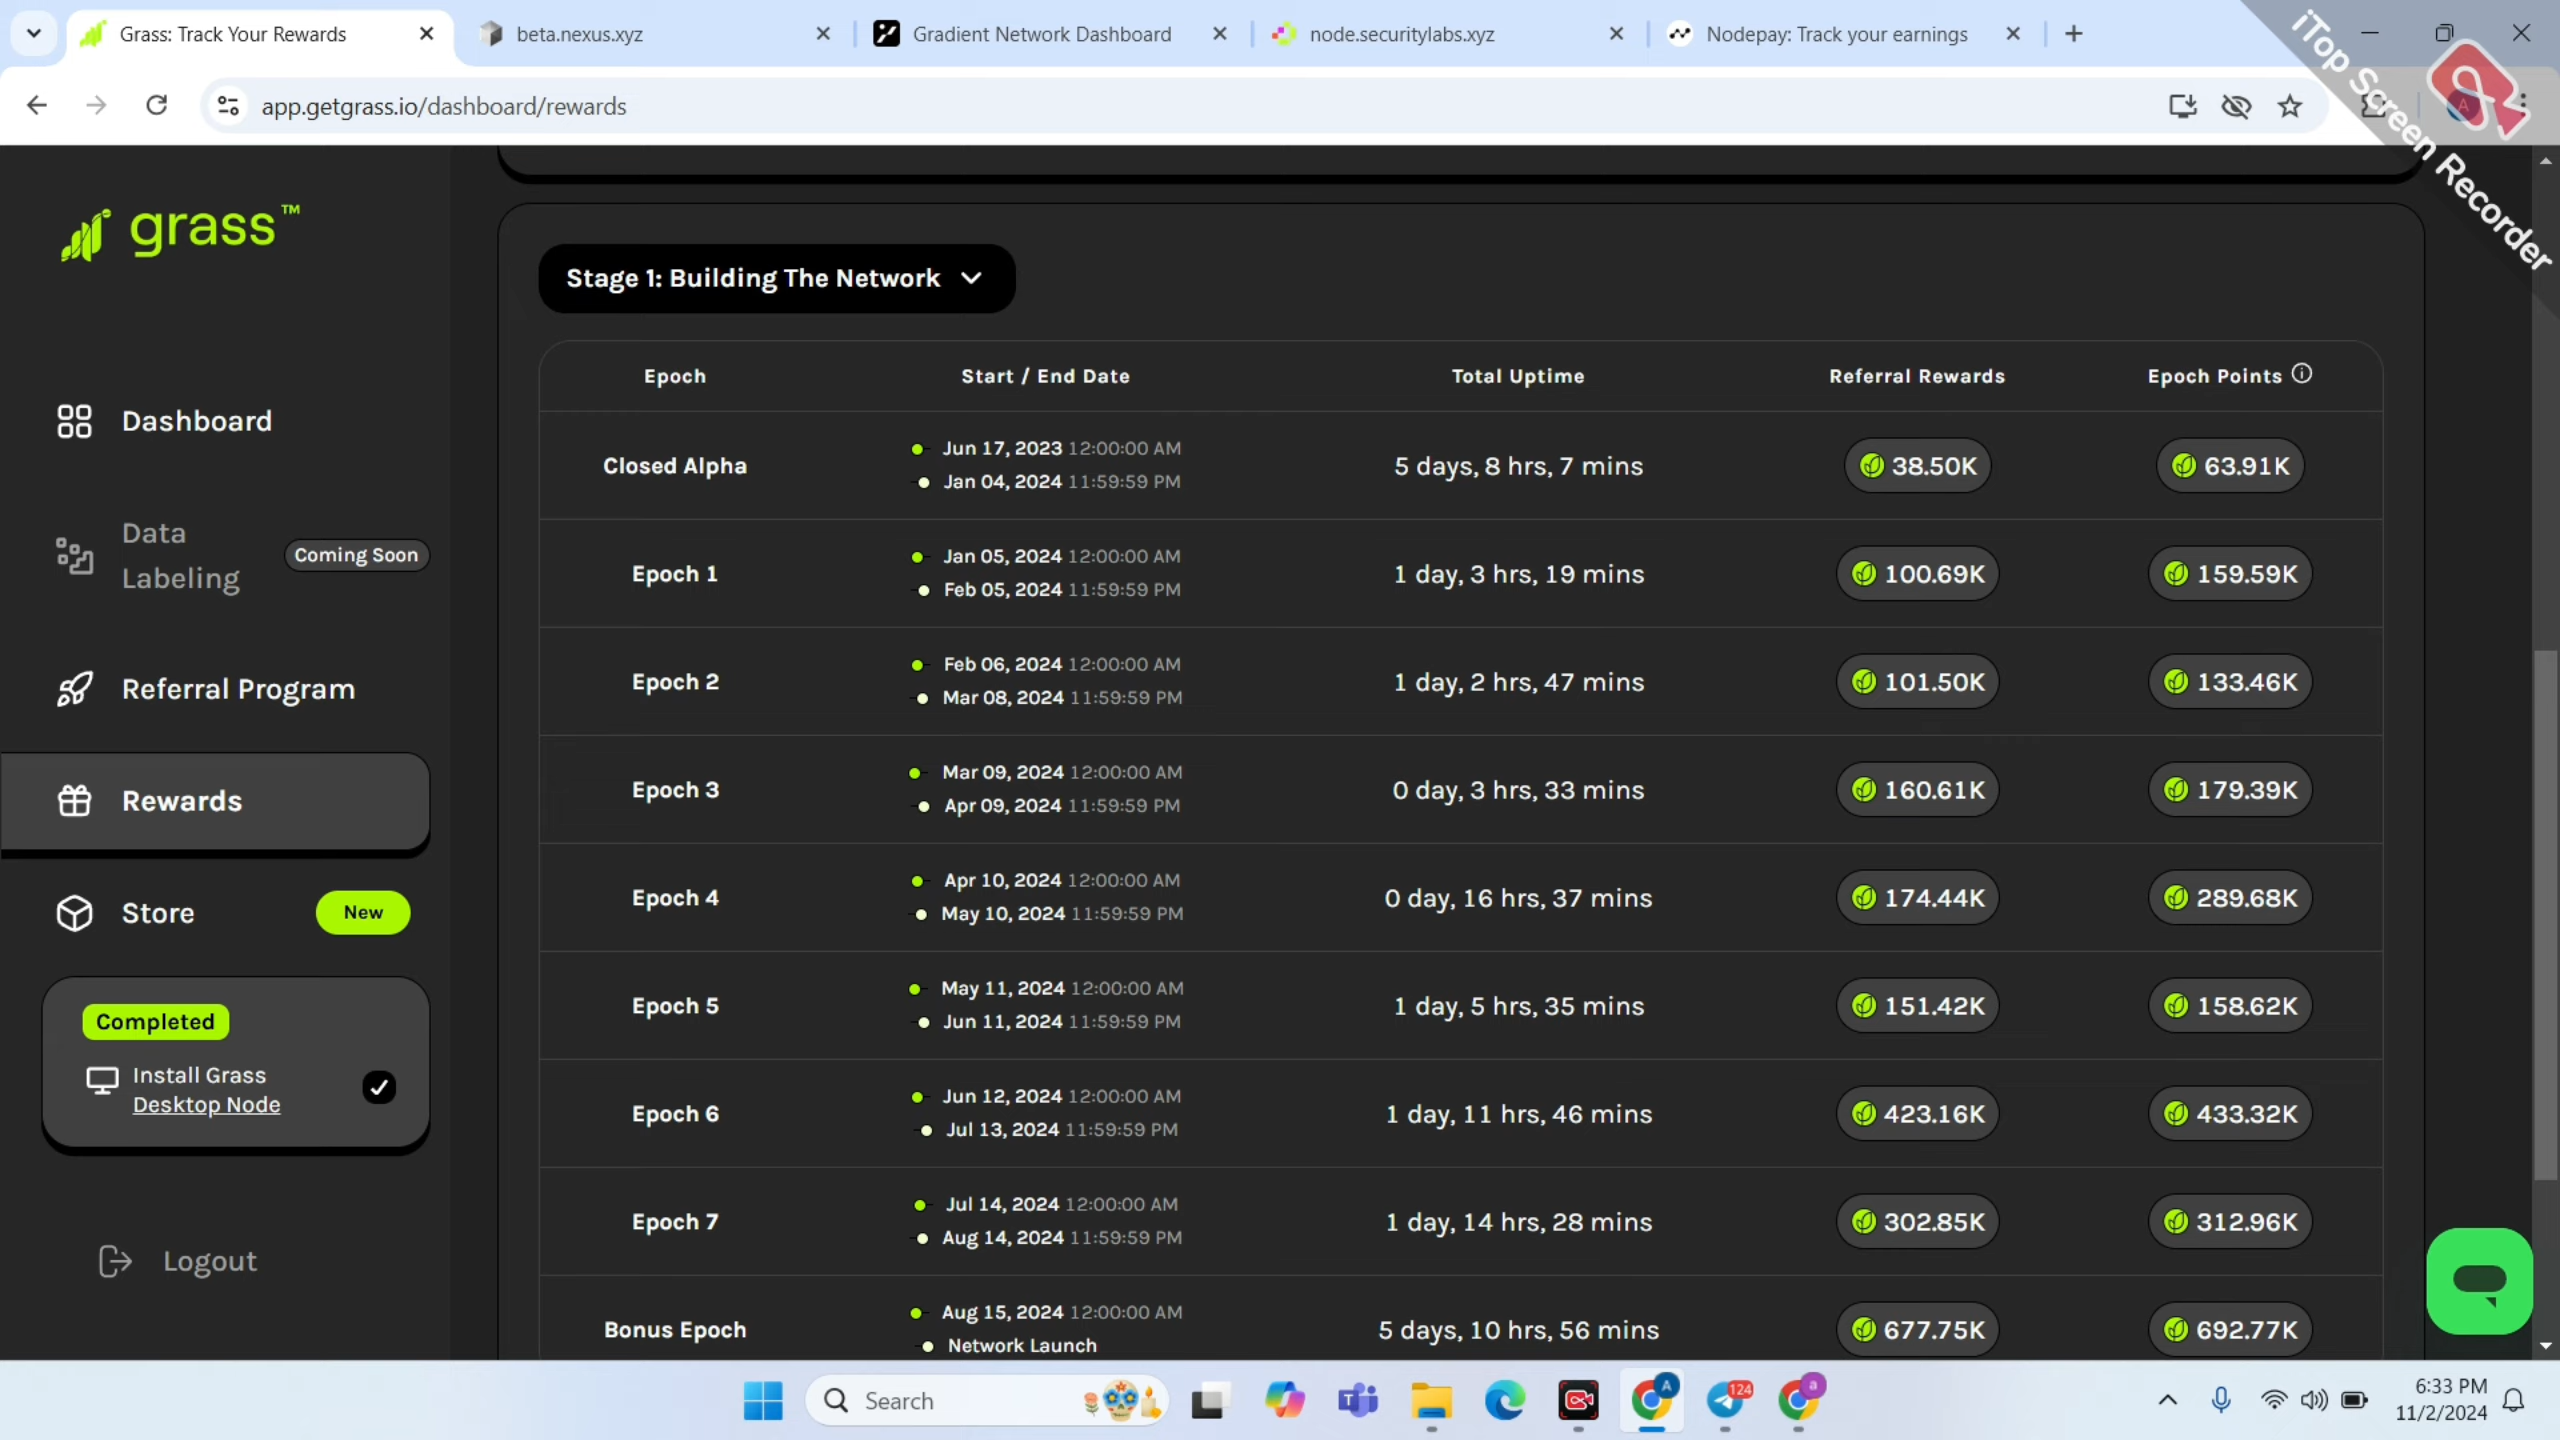 Grass: Track Your Rewards
beta.nexus.xyz
Gradient Network Dashboard
node.securitylabs.xyz
Nodepay: Track your earnings
app.getgrass.io/dashboard/rewards
A
iTop Screen Recorder
grass™
Dashboard
Data Labeling
Coming Soon
Referral Program
Rewards
Store
New
Completed
Install Grass
Desktop Node
Logout
Stage 1: Building The Network
Epoch Start / End Date Total Uptime Referral Rewards Epoch Points
Closed Alpha Jun 17, 2023 12:00:00 AM 5 days, 8 hrs, 7 mins 38.50K 63.91K
Jan 04, 2024 11:59:59 PM
Epoch 1 Jan 05, 2024 12:00:00 AM 1 day, 3 hrs, 19 mins 100.69K 159.59K
Feb 05, 2024 11:59:59 PM
Epoch 2 Feb 06, 2024 12:00:00 AM 1 day, 2 hrs, 47 mins 101.50K 133.46K
Mar 08, 2024 11:59:59 PM
Epoch 3 Mar 09, 2024 12:00:00 AM 0 day, 3 hrs, 33 mins 160.61K 179.39K
Apr 09, 2024 11:59:59 PM
Epoch 4 Apr 10, 2024 12:00:00 AM 0 day, 16 hrs, 37 mins 174.44K 289.68K
May 10, 2024 11:59:59 PM
Epoch 5 May 11, 2024 12:00:00 AM 1 day, 5 hrs, 35 mins 151.42K 158.62K
Jun 11, 2024 11:59:59 PM
Epoch 6 Jun 12, 2024 12:00:00 AM 1 day, 11 hrs, 46 mins 423.16K 433.32K
Jul 13, 2024 11:59:59 PM
Epoch 7 Jul 14, 2024 12:00:00 AM 1 day, 14 hrs, 28 mins 302.85K 312.96K
Aug 14, 2024 11:59:59 PM
Bonus Epoch Aug 15, 2024 12:00:00 AM 5 days, 10 hrs, 56 mins 677.75K 692.77K
Network Launch
Search
A
124
a
6:33 PM
11/2/2024